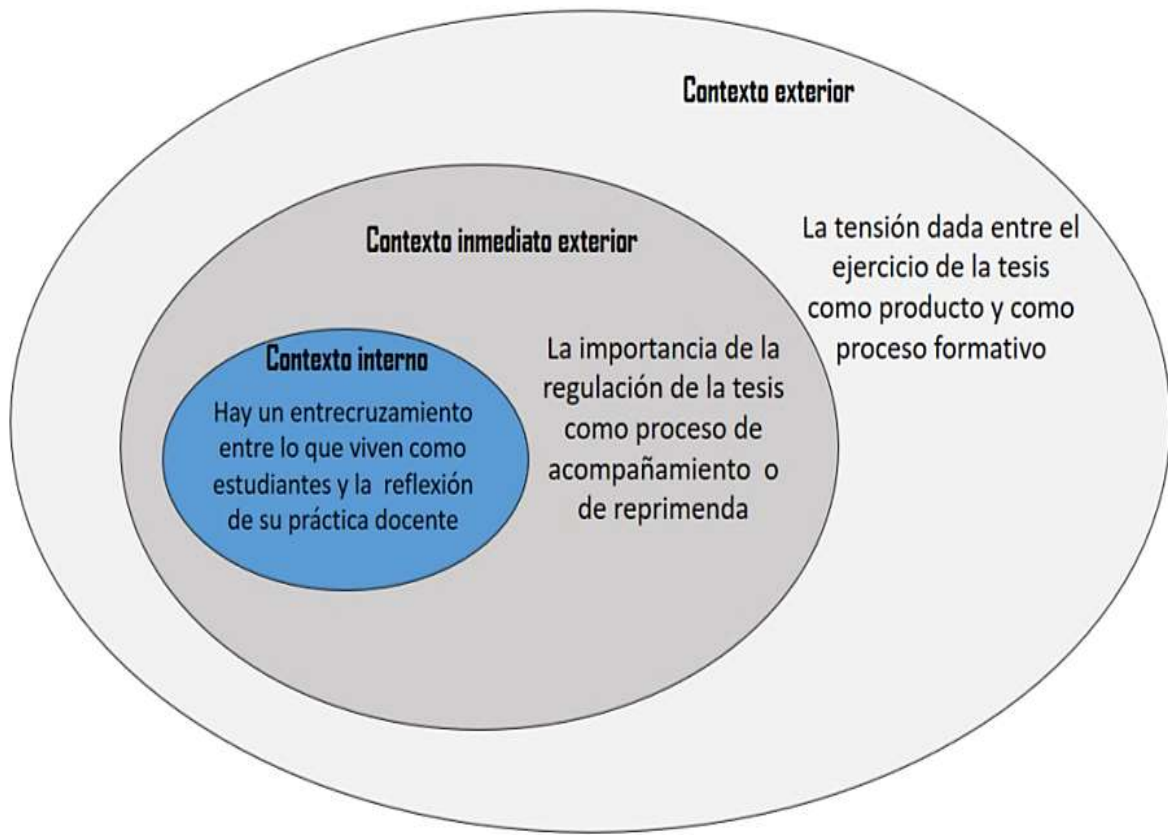 Contexto exterior
La tensión dada entre el
ejercicio de la tesis
como producto y como
proceso formativo
Contexto inmediato exterior
La importancia de la
regulación de la tesis
como proceso de
acompañamiento o
de reprimenda
Contexto interno
Hay un entrecruzamiento
entre lo que viven como
estudiantes y la reflexión
de su práctica docente